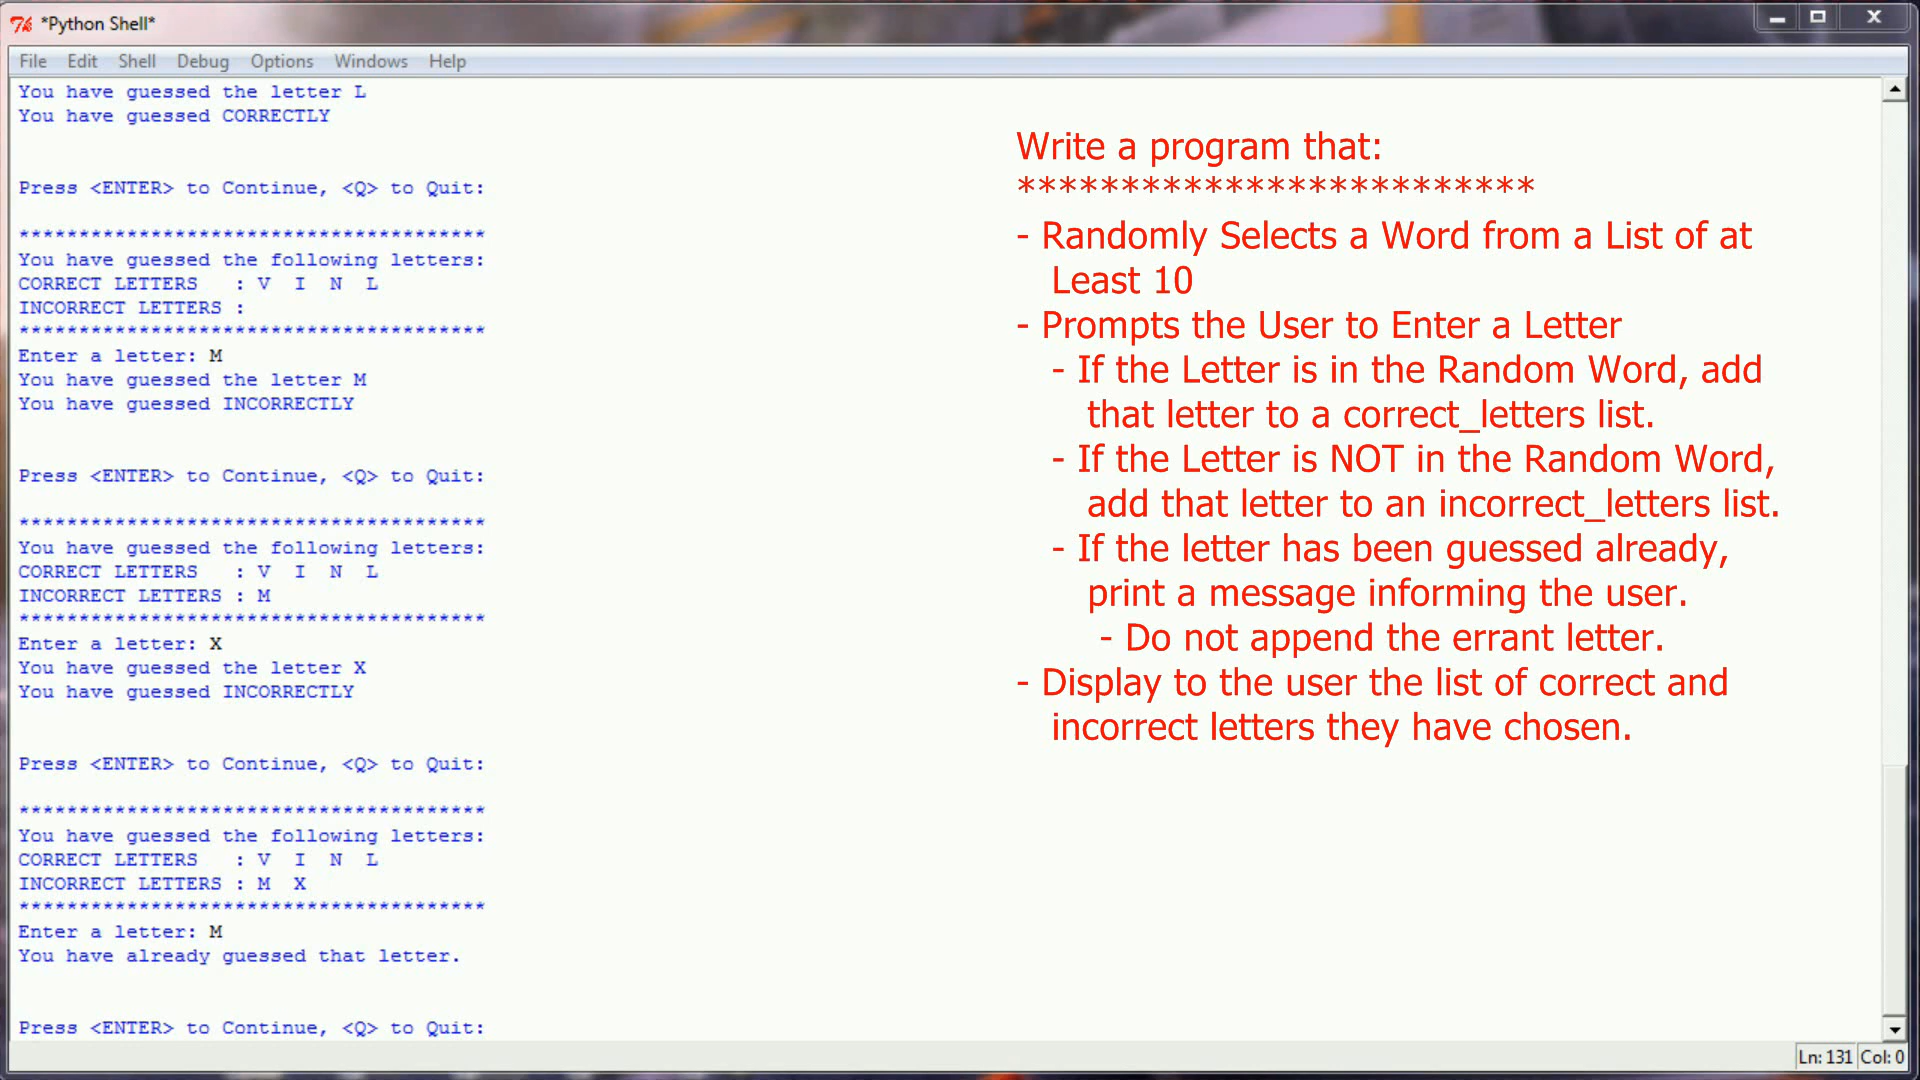 *Python Shell*
File Edit Shell Debug Options Windows Help
You have guessed the letter L
You have guessed CORRECTLY
Press <ENTER> to Continue, <Q> to Quit:
***************************************
You have guessed the following letters:
CORRECT LETTERS   : V  I  N  L
INCORRECT LETTERS :
***************************************
Enter a letter: M
You have guessed the letter M
You have guessed INCORRECTLY
Press <ENTER> to Continue, <Q> to Quit:
***************************************
You have guessed the following letters:
CORRECT LETTERS   : V  I  N  L
INCORRECT LETTERS : M
***************************************
Enter a letter: X
You have guessed the letter X
You have guessed INCORRECTLY
Press <ENTER> to Continue, <Q> to Quit:
***************************************
You have guessed the following letters:
CORRECT LETTERS   : V  I  N  L
INCORRECT LETTERS : M  X
***************************************
Enter a letter: M
You have already guessed that letter.
Press <ENTER> to Continue, <Q> to Quit:
Write a program that:
*************************
- Randomly Selects a Word from a List of at
Least 10
- Prompts the User to Enter a Letter
- If the Letter is in the Random Word, add
that letter to a correct_letters list.
- If the Letter is NOT in the Random Word,
add that letter to an incorrect_letters list.
- If the letter has been guessed already,
print a message informing the user.
- Do not append the errant letter.
- Display to the user the list of correct and
incorrect letters they have chosen.
Ln: 131 Col: 0